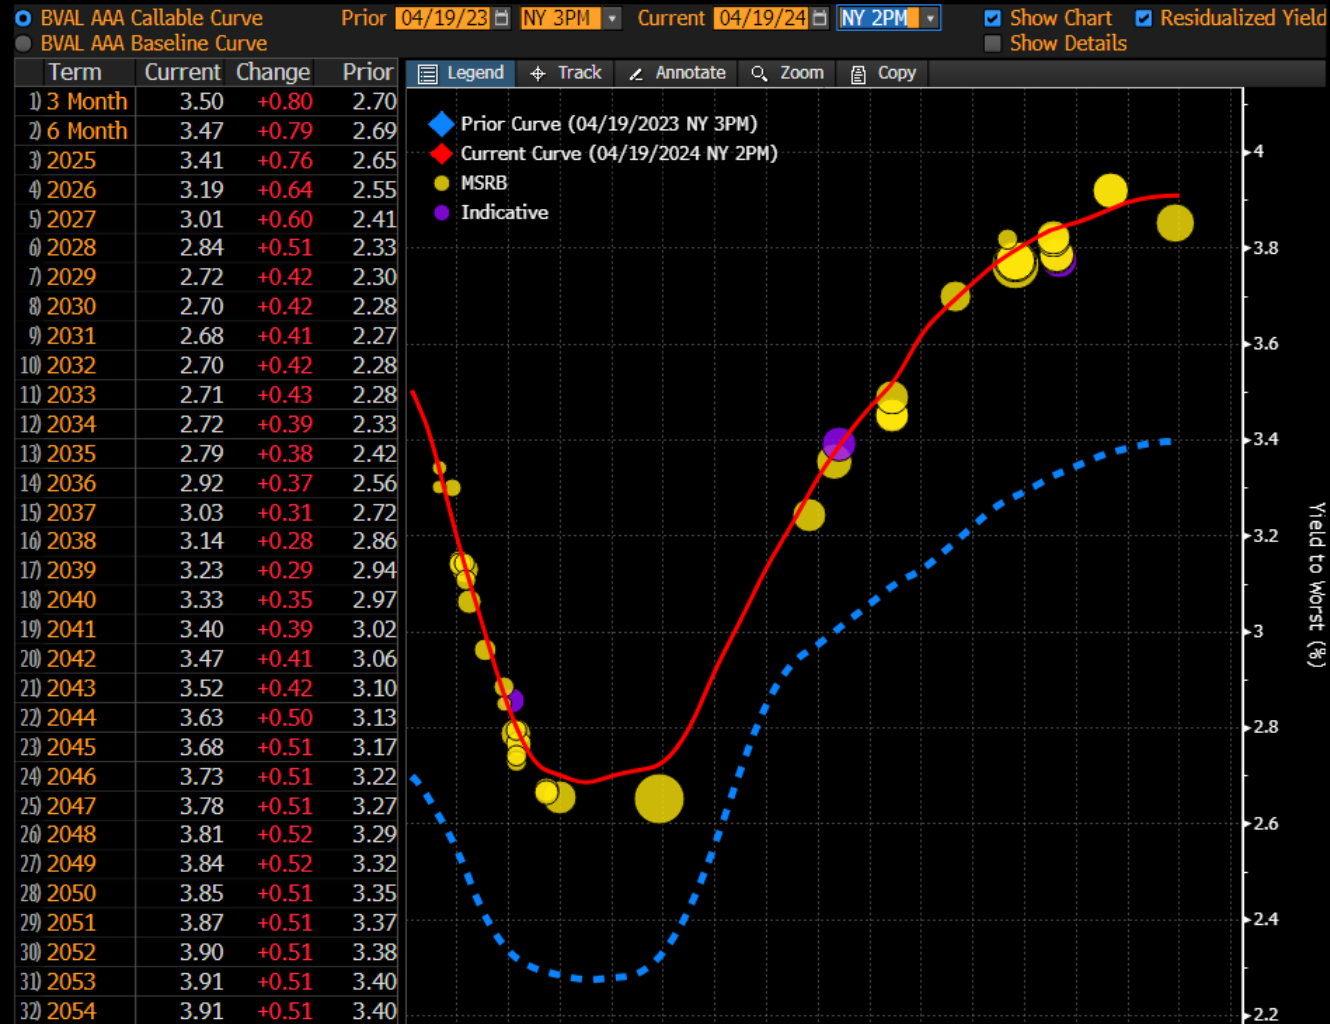 BVAL AAA Callable Curve Prior 04/19/23 NY 3PM Current 04/19/24 NY 2PM Show Chart Residualized Yield
BVAL AAA Baseline Curve Show Details
Term Current Change Prior Legend Track Annotate Zoom Copy
1) 3 Month 3.50 +0.80 2.70
2) 6 Month 3.47 +0.79 2.69
3) 2025 3.41 +0.76 2.65
4) 2026 3.19 +0.64 2.55
5) 2027 3.01 +0.60 2.41
6) 2028 2.84 +0.51 2.33
7) 2029 2.72 +0.42 2.30
8) 2030 2.70 +0.42 2.28
9) 2031 2.68 +0.41 2.27
10) 2032 2.70 +0.42 2.28
11) 2033 2.71 +0.43 2.28
12) 2034 2.72 +0.39 2.33
13) 2035 2.79 +0.38 2.42
14) 2036 2.92 +0.37 2.56
15) 2037 3.03 +0.31 2.72
16) 2038 3.14 +0.28 2.86
17) 2039 3.23 +0.29 2.94
18) 2040 3.33 +0.35 2.97
19) 2041 3.40 +0.39 3.02
20) 2042 3.47 +0.41 3.06
21) 2043 3.52 +0.42 3.10
22) 2044 3.63 +0.50 3.13
23) 2045 3.68 +0.51 3.17
24) 2046 3.73 +0.51 3.22
25) 2047 3.78 +0.51 3.27
26) 2048 3.81 +0.52 3.29
27) 2049 3.84 +0.52 3.32
28) 2050 3.85 +0.51 3.35
29) 2051 3.87 +0.51 3.37
30) 2052 3.90 +0.51 3.38
31) 2053 3.91 +0.51 3.40
32) 2054 3.91 +0.51 3.40
Prior Curve (04/19/2023 NY 3PM)
Current Curve (04/19/2024 NY 2PM)
MSRB
Indicative
4
3.8
3.6
3.4
3.2
3
2.8
2.6
2.4
2.2
Yield to Worst (%)